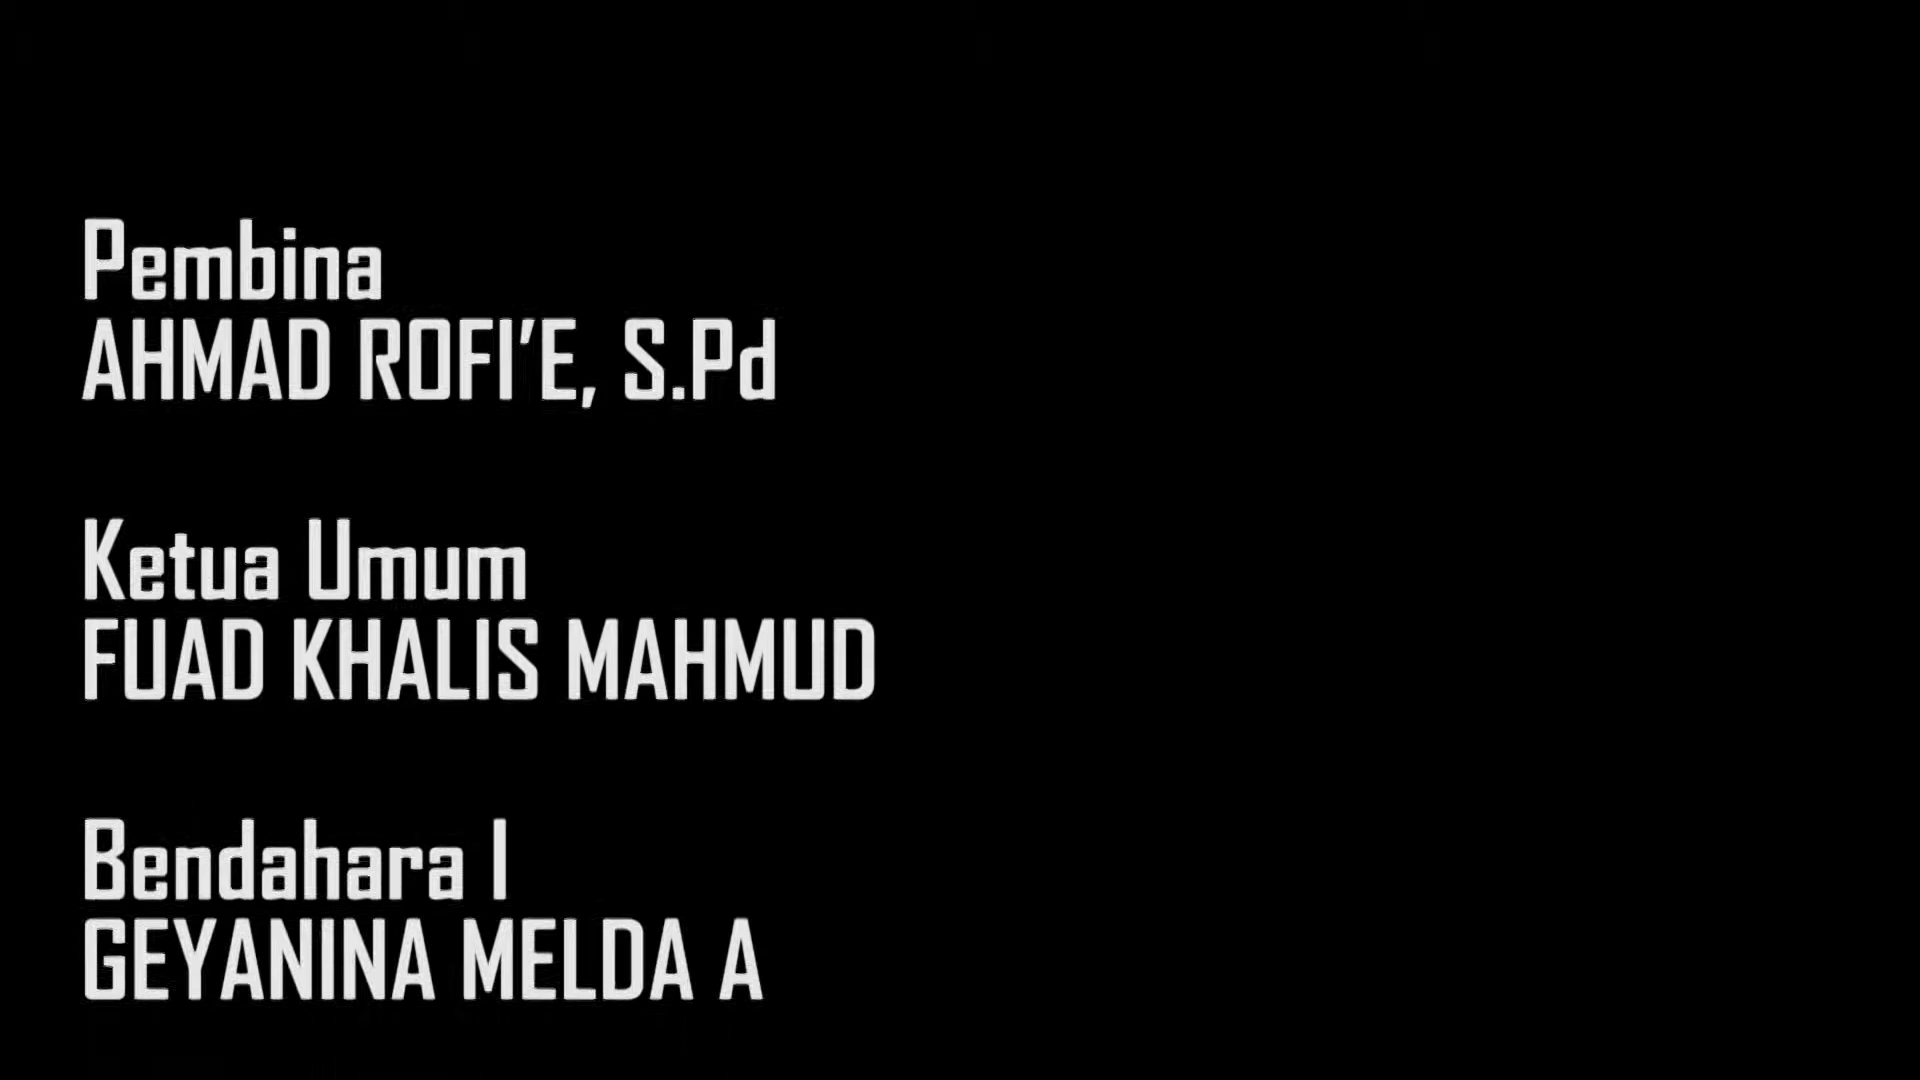 Pembina
AHMAD ROFI’E, S.Pd
Ketua Umum
FUAD KHALIS MAHMUD
Bendahara I
GEYANINA MELDA A